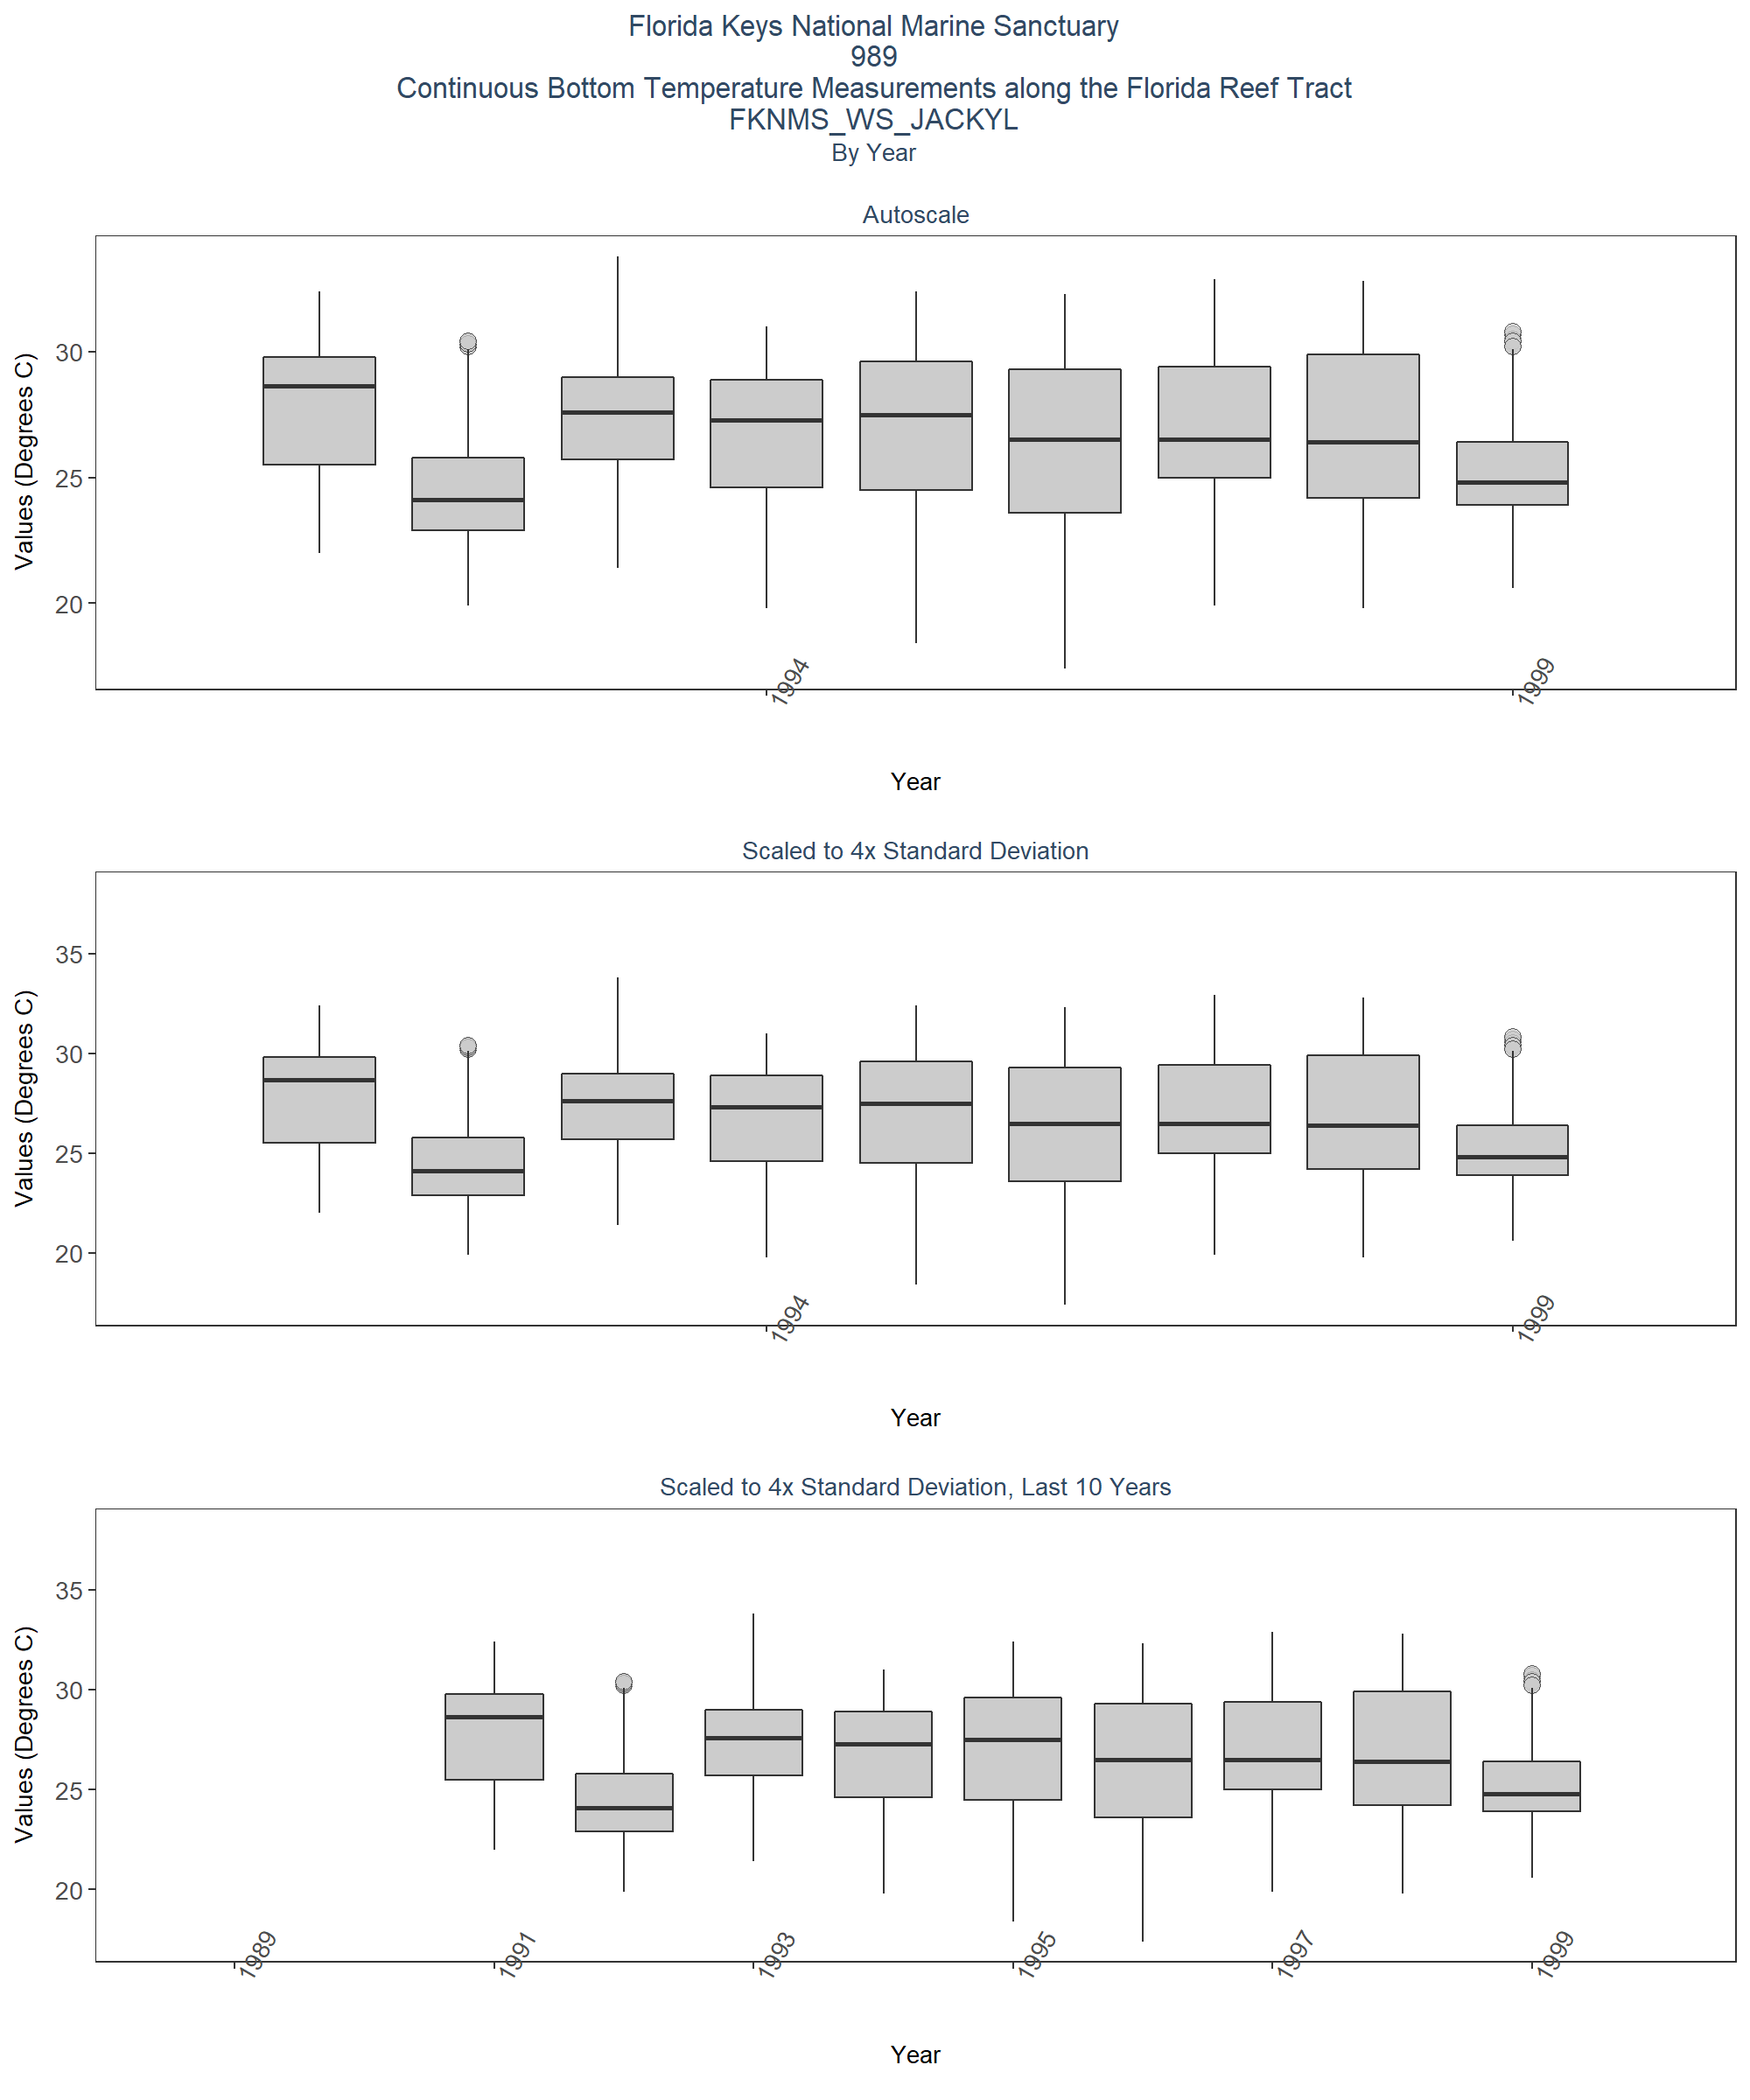 Florida Keys National Marine Sanctuary
989
Continuous Bottom Temperature Measurements along the Florida Reef Tract
FKNMS_WS_JACKYL
By Year
Autoscale
Values (Degrees C)
30
25
20
1994
1999
Year
Scaled to 4x Standard Deviation
Values (Degrees C)
35
30
25
20
1994
1999
Year
Scaled to 4x Standard Deviation, Last 10 Years
Values (Degrees C)
35
30
25
20
1989
1991
1993
1995
1997
1999
Year